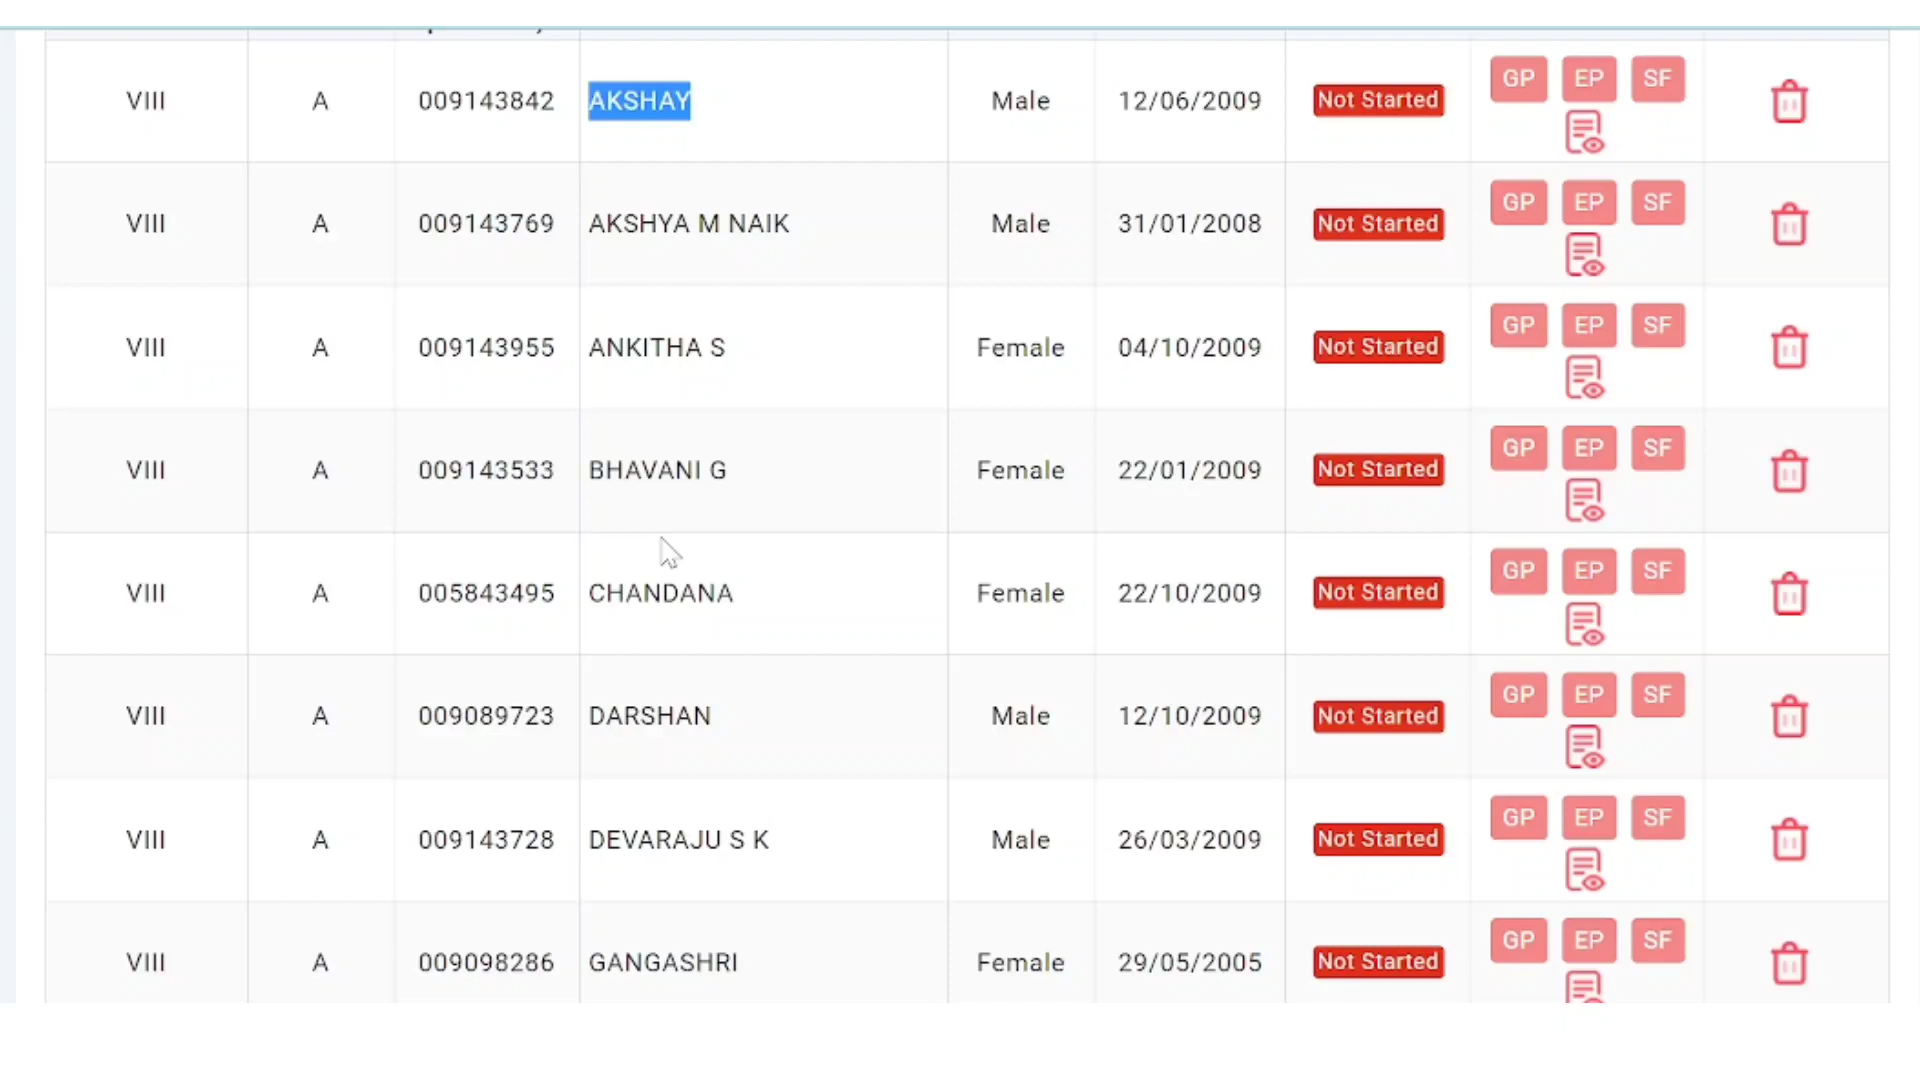 VIII A 009143842 AKSHAY Male 12/06/2009 Not Started GP EP SF
VIII A 009143769 AKSHYA M NAIK Male 31/01/2008 Not Started GP EP SF
VIII A 009143955 ANKITHA S Female 04/10/2009 Not Started GP EP SF
VIII A 009143533 BHAVANI G Female 22/01/2009 Not Started GP EP SF
VIII A 005843495 CHANDANA Female 22/10/2009 Not Started GP EP SF
VIII A 009089723 DARSHAN Male 12/10/2009 Not Started GP EP SF
VIII A 009143728 DEVARAJU S K Male 26/03/2009 Not Started GP EP SF
VIII A 009098286 GANGASHRI Female 29/05/2005 Not Started GP EP SF